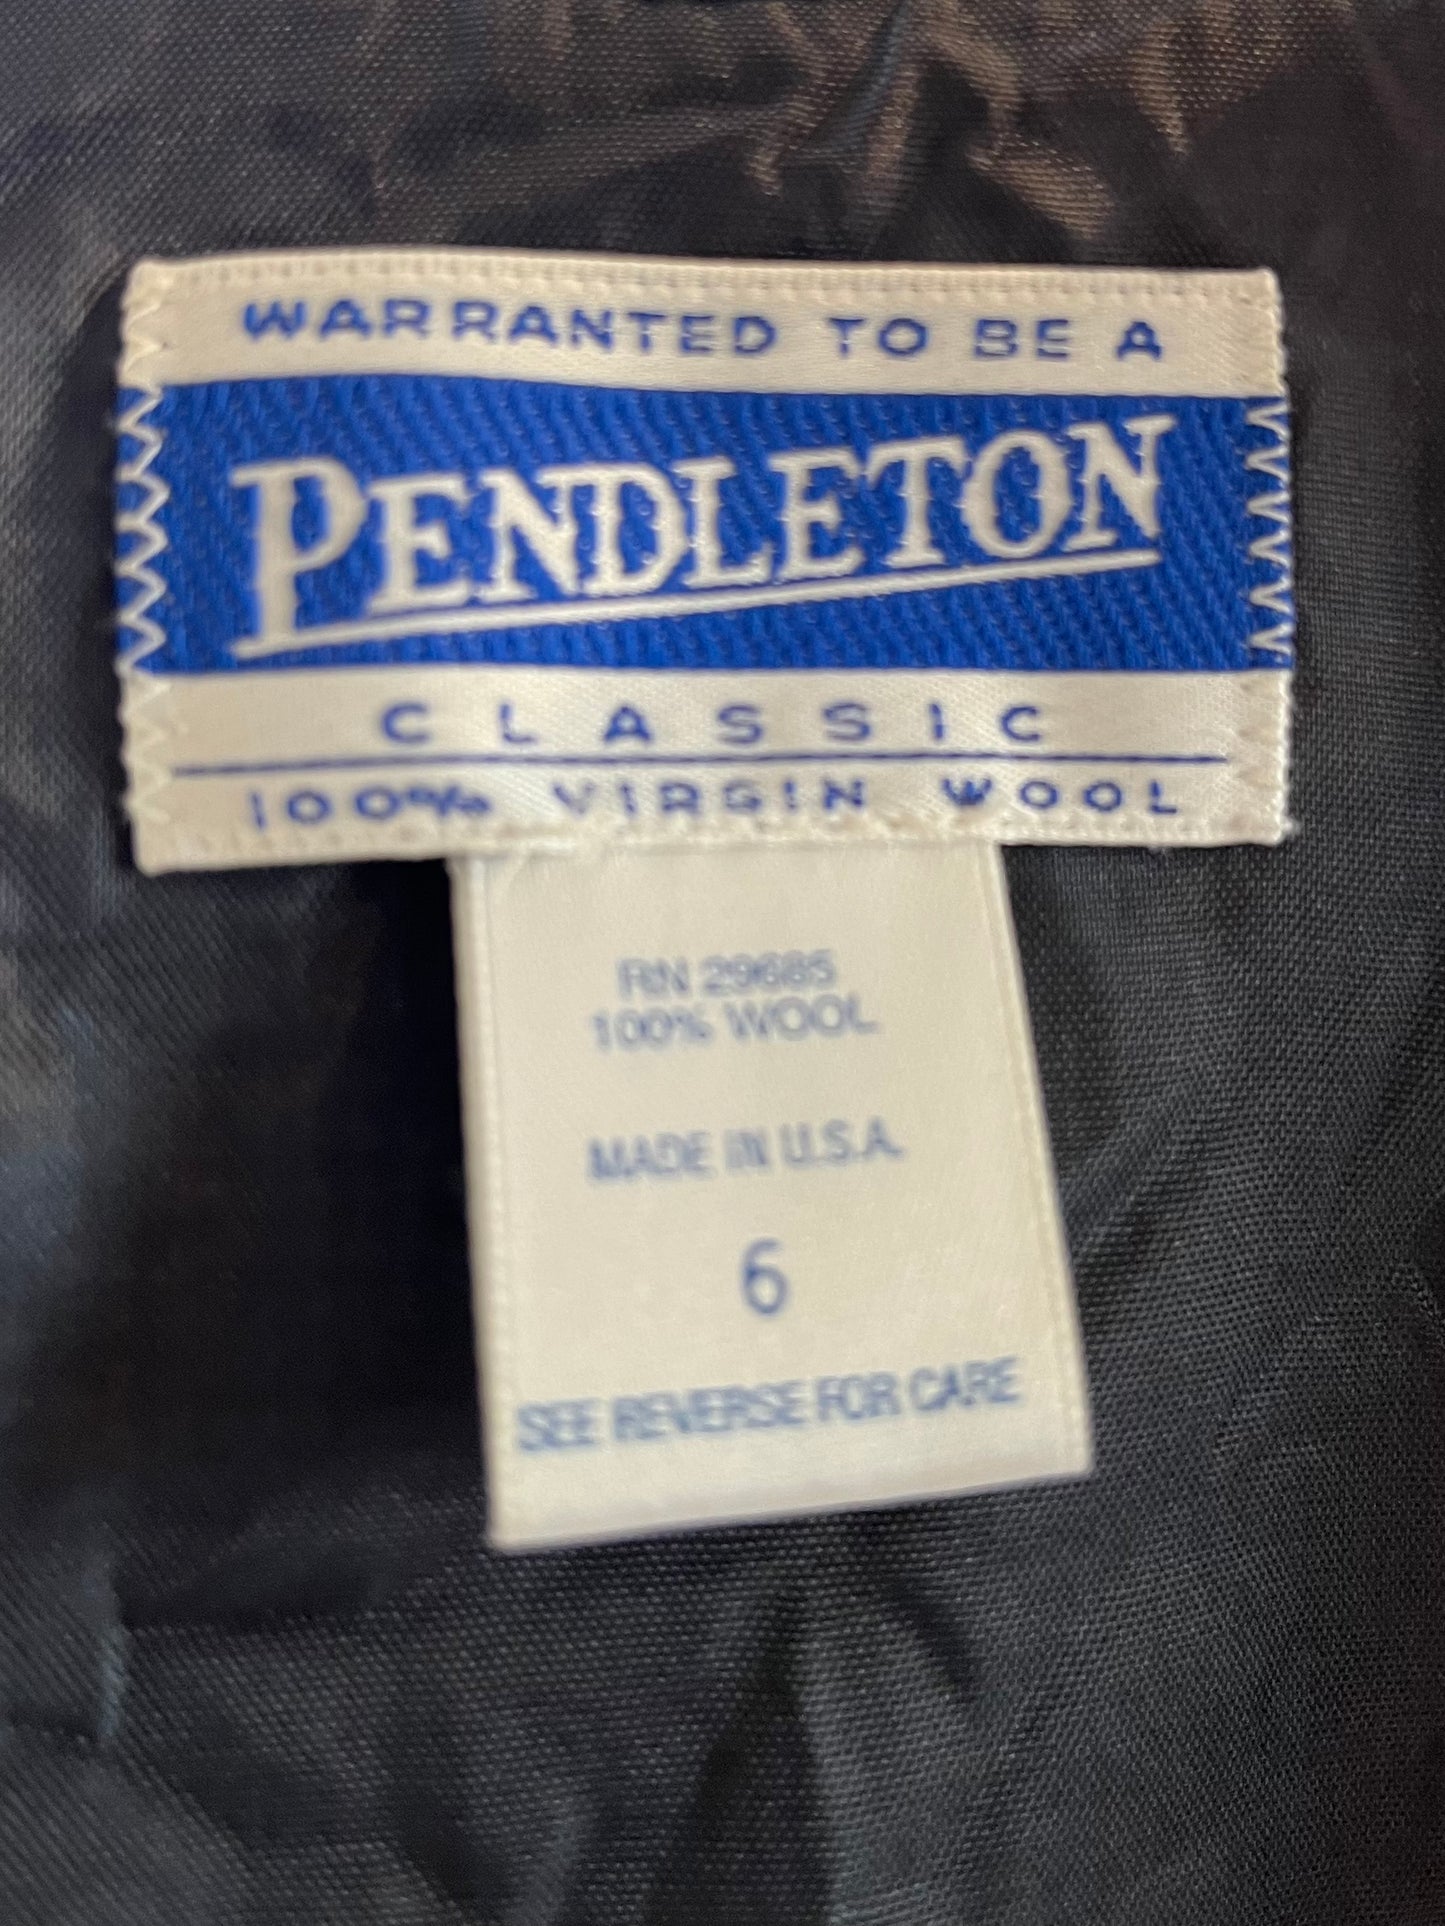 WARRANTED TO BE A
PENDLETON
CLASSIC
100% VIRGIN WOOL
RN 29685
100% WOOL
MADE IN U.S.A.
6
SEE REVERSE FOR CARE